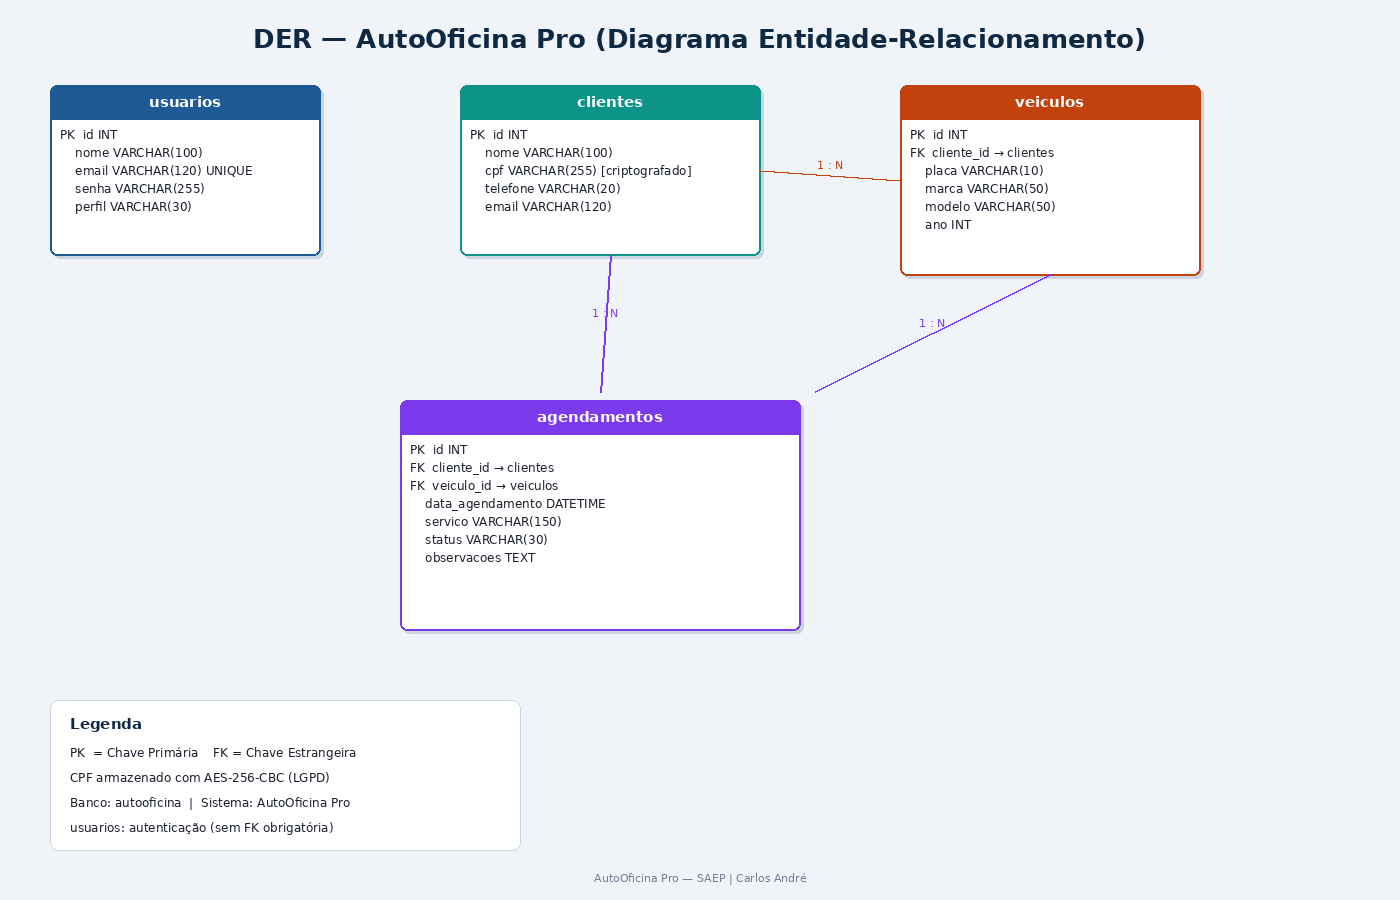 DER — AutoOficina Pro (Diagrama Entidade-Relacionamento)
usuarios
PK  id INT
nome VARCHAR(100)
email VARCHAR(120) UNIQUE
senha VARCHAR(255)
perfil VARCHAR(30)
clientes
PK  id INT
nome VARCHAR(100)
cpf VARCHAR(255) [criptografado]
telefone VARCHAR(20)
email VARCHAR(120)
1 : N
veiculos
PK  id INT
FK  cliente_id → clientes
placa VARCHAR(10)
marca VARCHAR(50)
modelo VARCHAR(50)
ano INT
1 : N
1 : N
agendamentos
PK  id INT
FK  cliente_id → clientes
FK  veiculo_id → veiculos
data_agendamento DATETIME
servico VARCHAR(150)
status VARCHAR(30)
observacoes TEXT
Legenda
PK  = Chave Primária    FK = Chave Estrangeira
CPF armazenado com AES-256-CBC (LGPD)
Banco: autooficina  |  Sistema: AutoOficina Pro
usuarios: autenticação (sem FK obrigatória)
AutoOficina Pro — SAEP | Carlos André